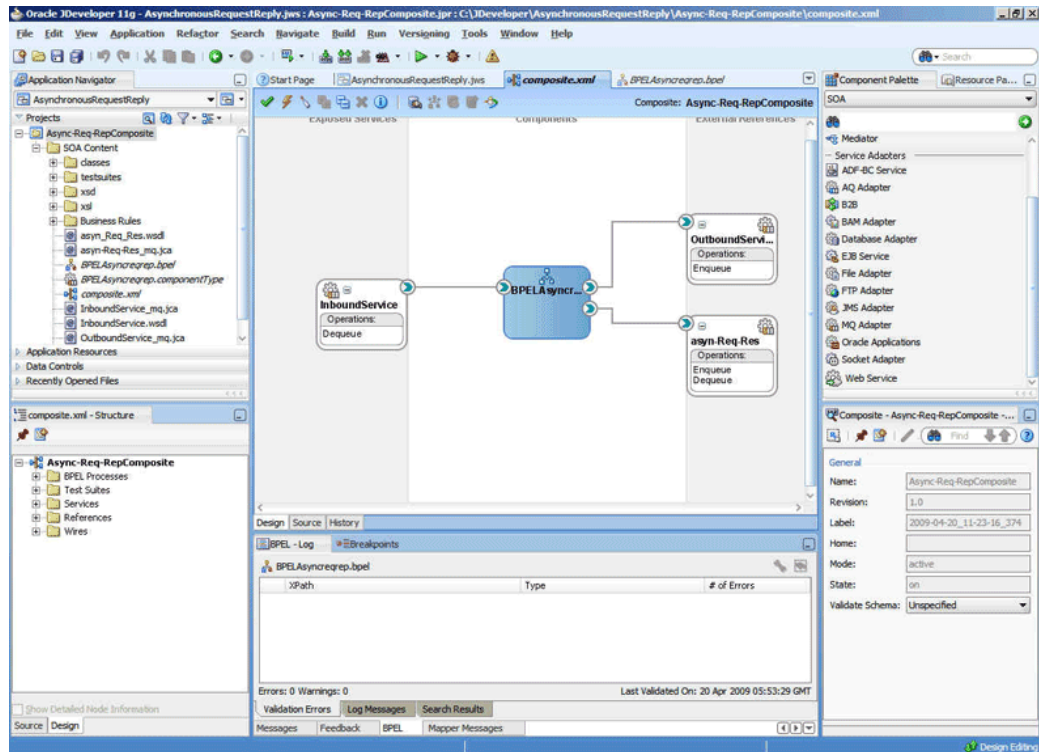 Oracle JDeveloper 11g - AsynchronousRequestReply.jws : Async-Req-RepComposite.jpr : C:\JDeveloper\AsynchronousRequestReply\Async-Req-RepComposite\composite.xml
File Edit View Application Refactor Search Navigate Build Run Versioning Tools Window Help
Search
Application Navigator
AsynchronousRequestReply
Projects
Async-Req-RepComposite
SOA Content
classes
testsuites
xsd
xsl
Business Rules
asyn_Req_Res.wsdl
asyn-Req-Res_mq.jca
BPELAsyncreqrep.bpel
BPELAsyncreqrep.componentType
composite.xml
InboundService_mq.jca
InboundService.wsdl
OutboundService_mq.jca
Application Resources
Data Controls
Recently Opened Files
composite.xml - Structure
Async-Req-RepComposite
BPEL Processes
Test Suites
Services
References
Wires
Show Detailed Node Information
Source Design
Start Page AsynchronousRequestReply.jws composite.xml BPELAsyncreqrep.bpel
Composite: Async-Req-RepComposite
Exposed Services Components External References
InboundService
Operations:
Dequeue
BPELAsyncr...
OutboundServi...
Operations:
Enqueue
asyn-Req-Res
Operations:
Enqueue
Dequeue
Design Source History
BPEL - Log Breakpoints
BPELAsyncreqrep.bpel
XPath Type # of Errors
Errors: 0 Warnings: 0 Last Validated On: 20 Apr 2009 05:53:29 GMT
Validation Errors Log Messages Search Results
Messages Feedback BPEL Mapper Messages
Component Palette Resource Pa...
SOA
Mediator
Service Adapters
ADF-BC Service
AQ Adapter
B2B
BAM Adapter
Database Adapter
EJB Service
File Adapter
FTP Adapter
JMS Adapter
MQ Adapter
Oracle Applications
Socket Adapter
Web Service
Composite - Async-Req-RepComposite -...
Find
General
Name: Async-Req-RepComposite
Revision: 1.0
Label: 2009-04-20_11-23-16_374
Home:
Mode: active
State: on
Validate Schema: Unspecified
Design Editing